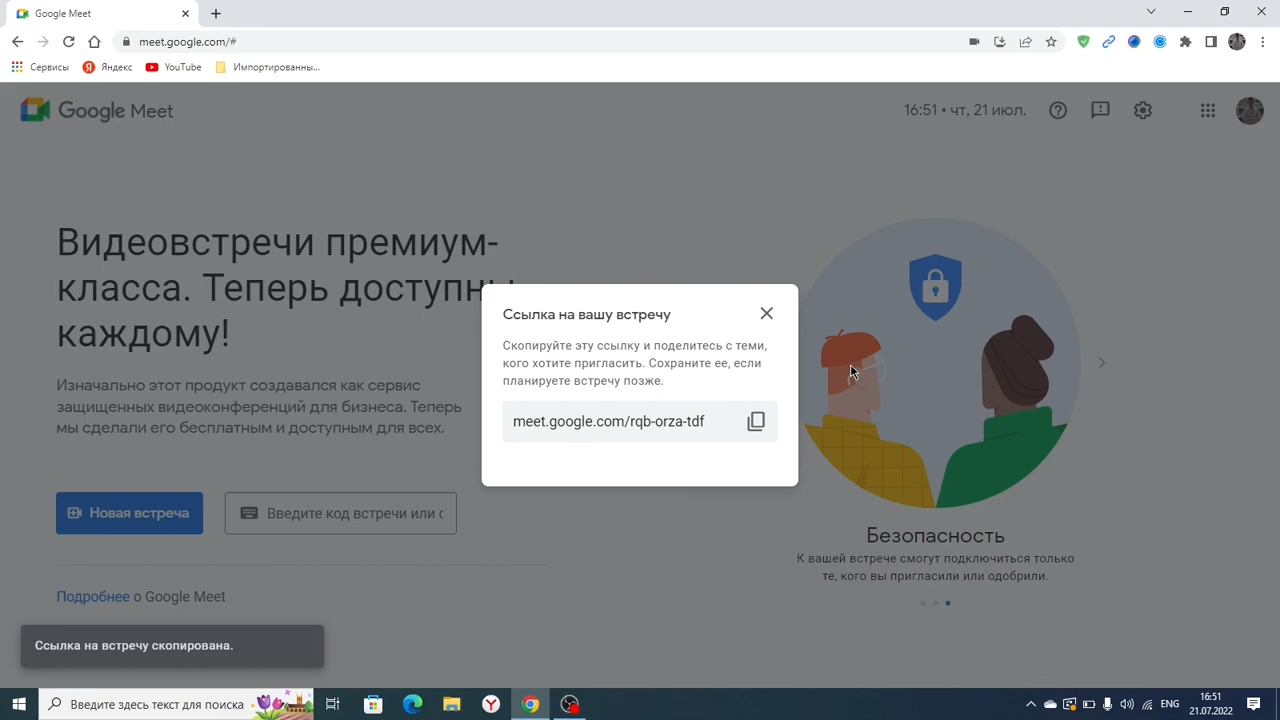 Google Meet
meet.google.com/#
Сервисы
Яндекс
YouTube
Импортированны...
Google Meet
16:51 • чт, 21 июл.
Видеовстречи премиум-
класса. Теперь доступны
каждому!
Изначально этот продукт создавался как сервис
защищенных видеоконференций для бизнеса. Теперь
мы сделали его бесплатным и доступным для всех.
Новая встреча
Введите код встречи или с
Подробнее о Google Meet
Ссылка на вашу встречу
Скопируйте эту ссылку и поделитесь с теми,
кого хотите пригласить. Сохраните ее, если
планируете встречу позже.
meet.google.com/rqb-orza-tdf
Безопасность
К вашей встрече смогут подключиться только
те, кого вы пригласили или одобрили.
Ссылка на встречу скопирована.
Введите здесь текст для поиска
ENG
16:51
21.07.2022